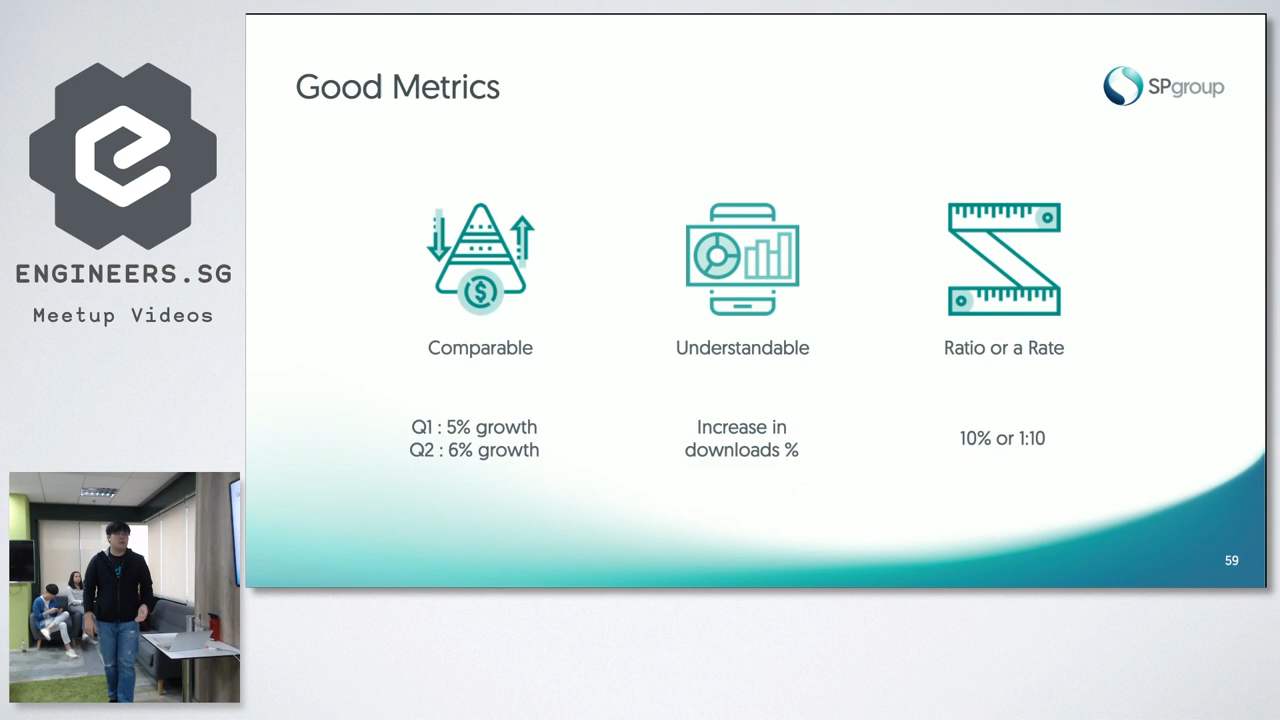 ENGINEERS.SG
Meetup Videos
Good Metrics
SPgroup
Comparable
Understandable
Ratio or a Rate
Q1 : 5% growth
Q2 : 6% growth
Increase in
downloads %
10% or 1:10
59